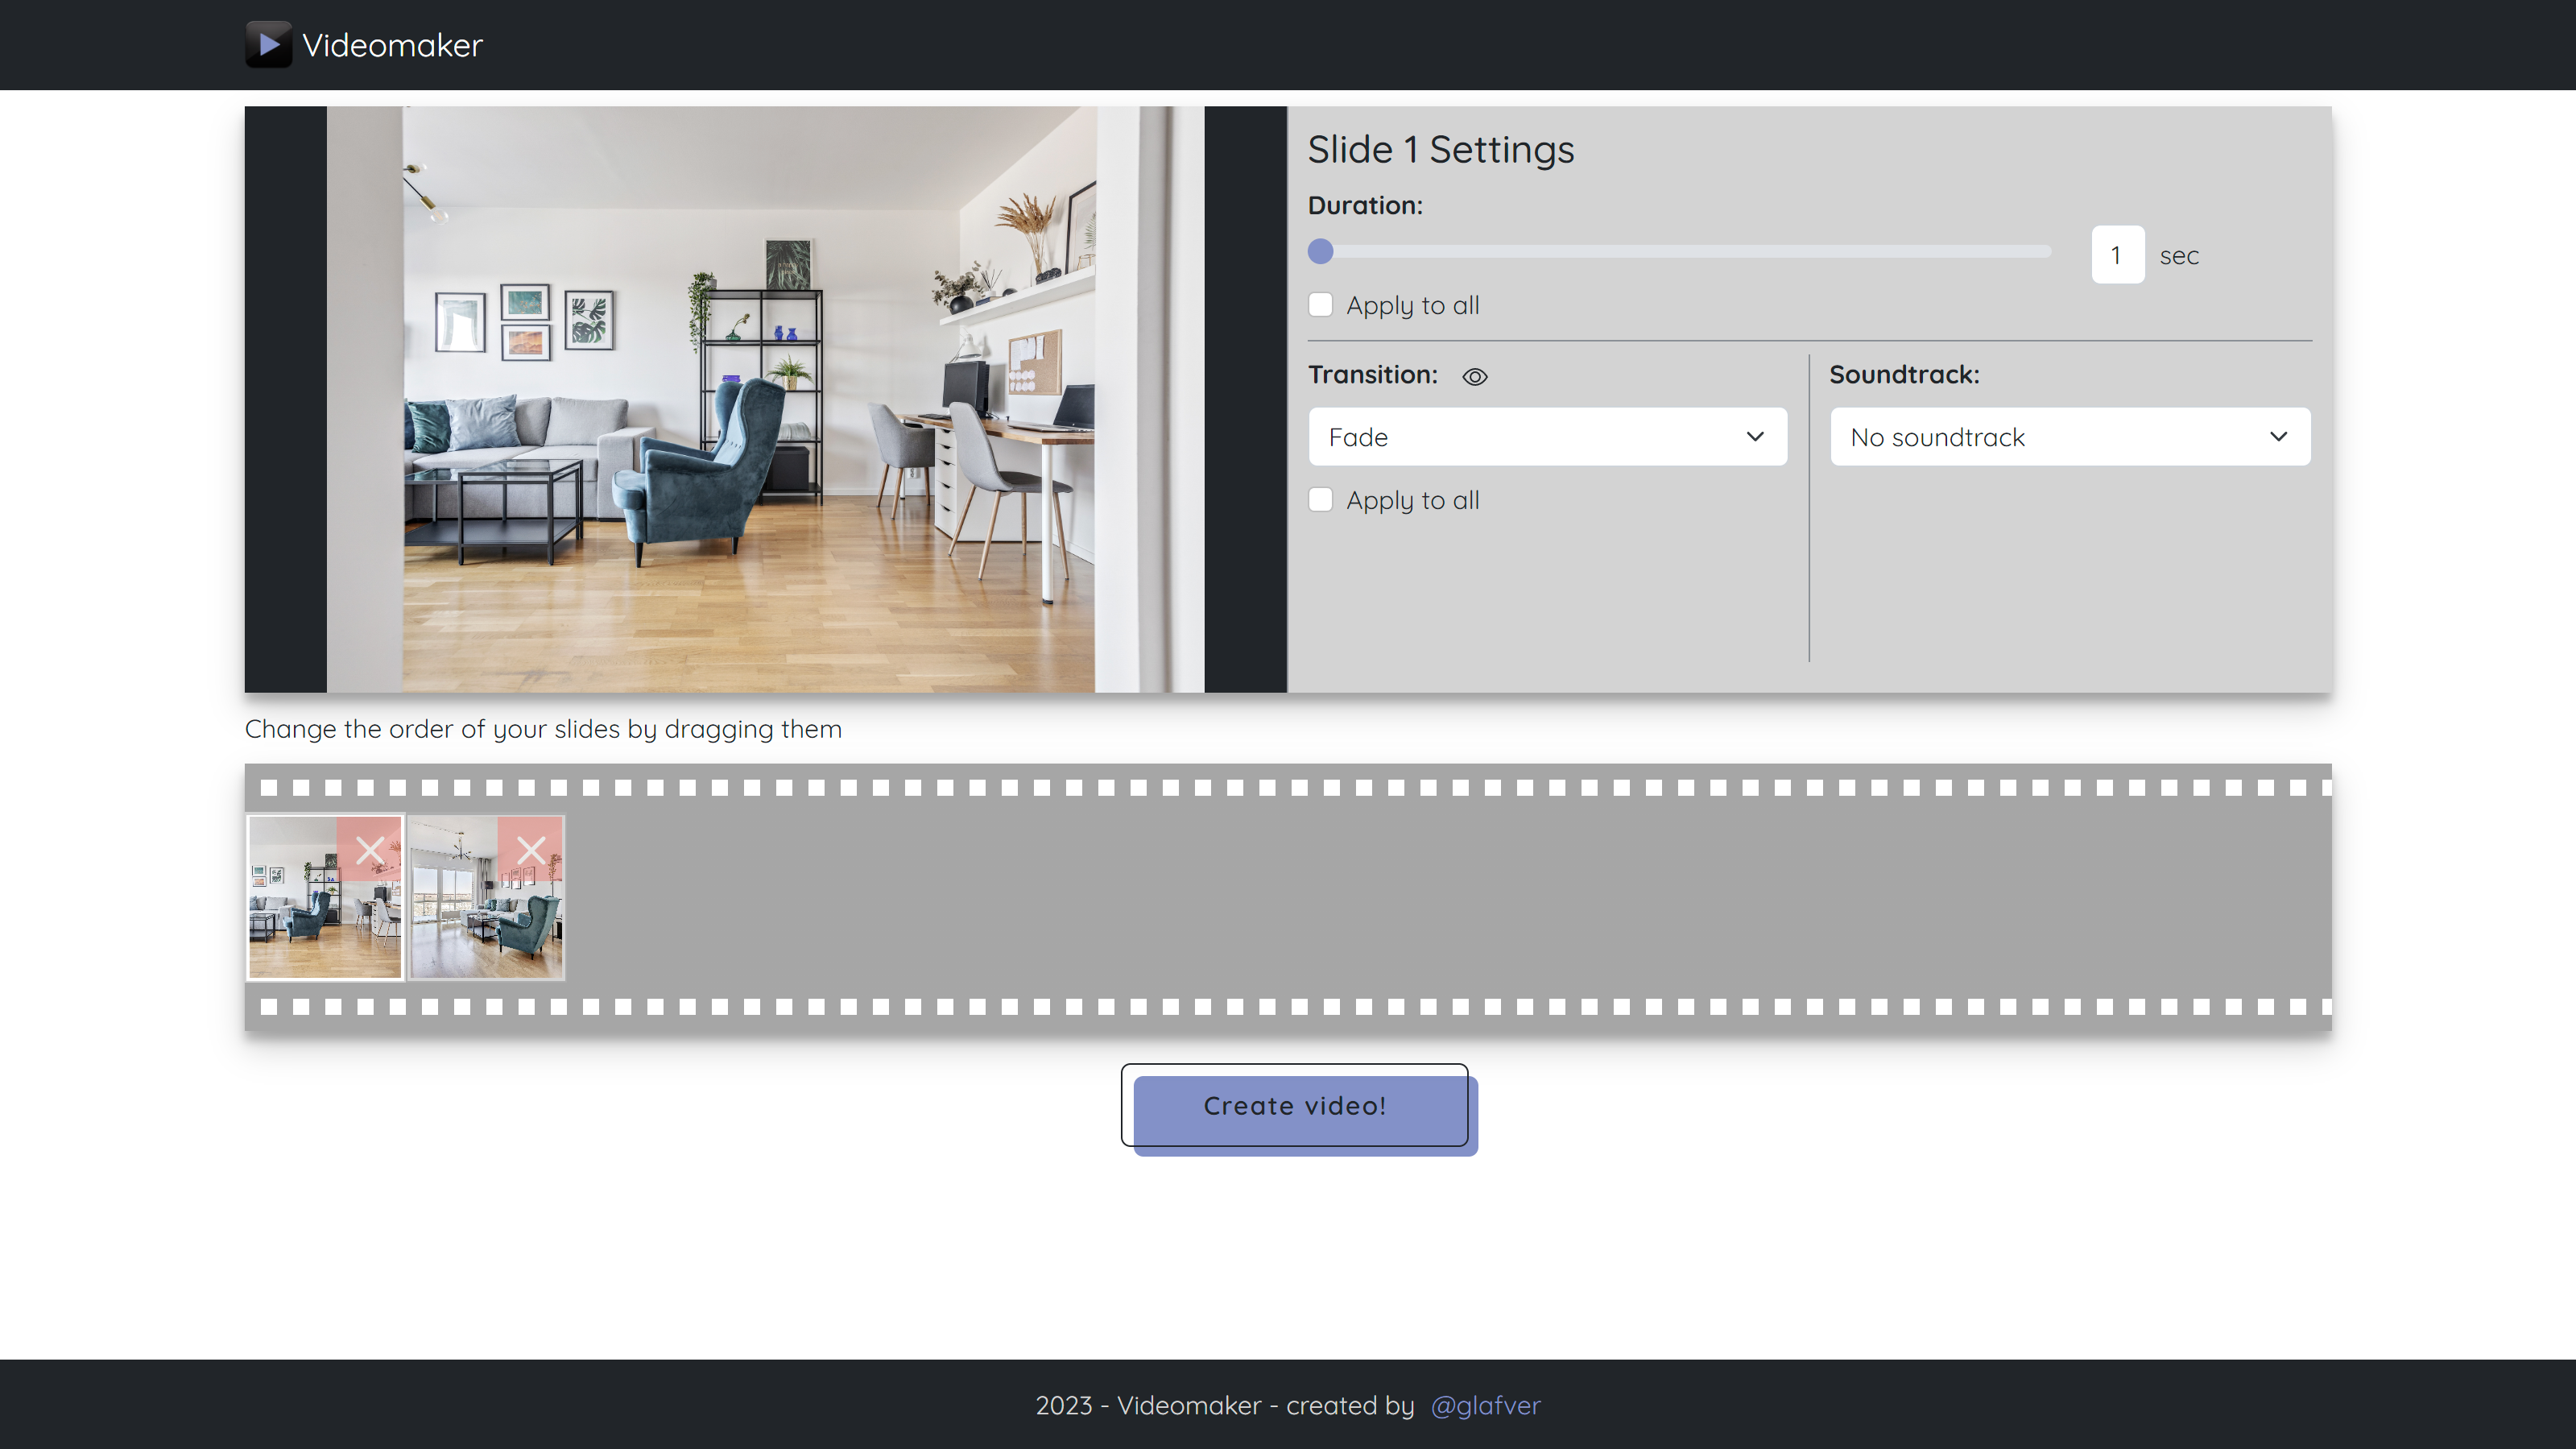 Videomaker
Slide 1 Settings
Duration:
1 sec
Apply to all
Transition:
Fade
Apply to all
Soundtrack:
No soundtrack
Change the order of your slides by dragging them
Create video!
2023 - Videomaker - created by @glafver